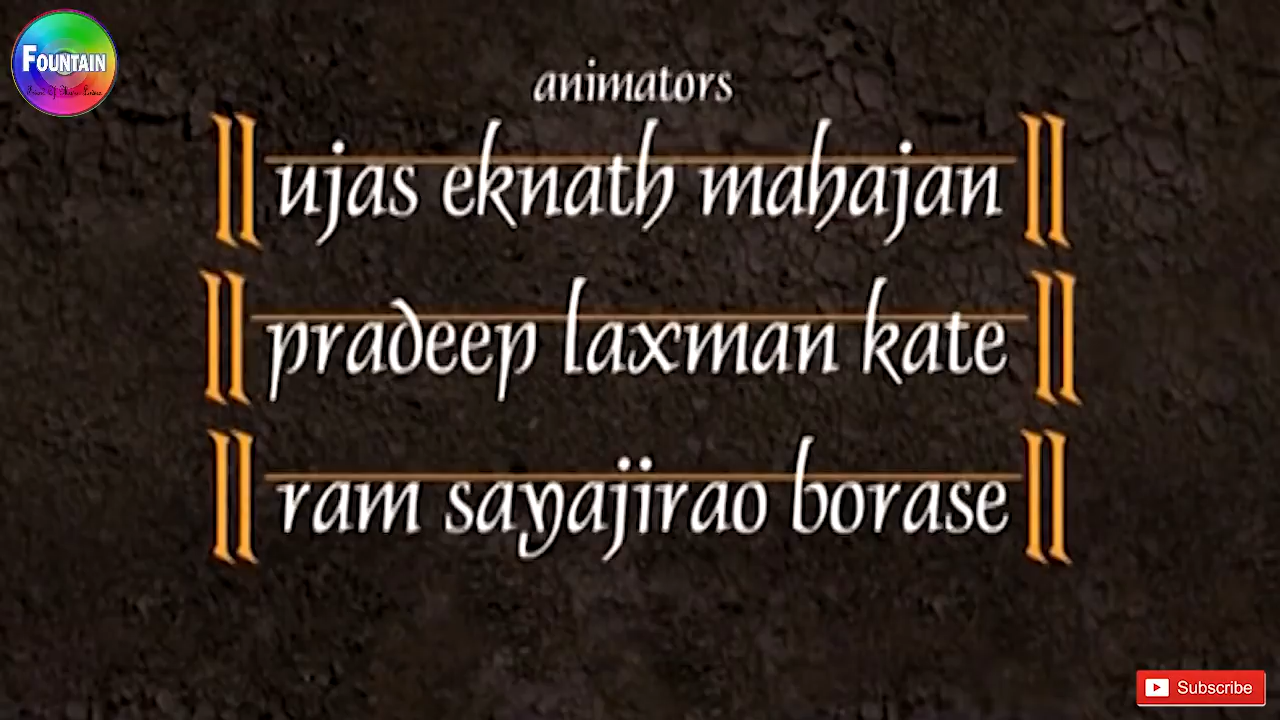 FOUNTAIN
animators
|| ujas eknath mahajan ||
|| pradeep laxman kate ||
|| ram sayajirao borase ||
Subscribe